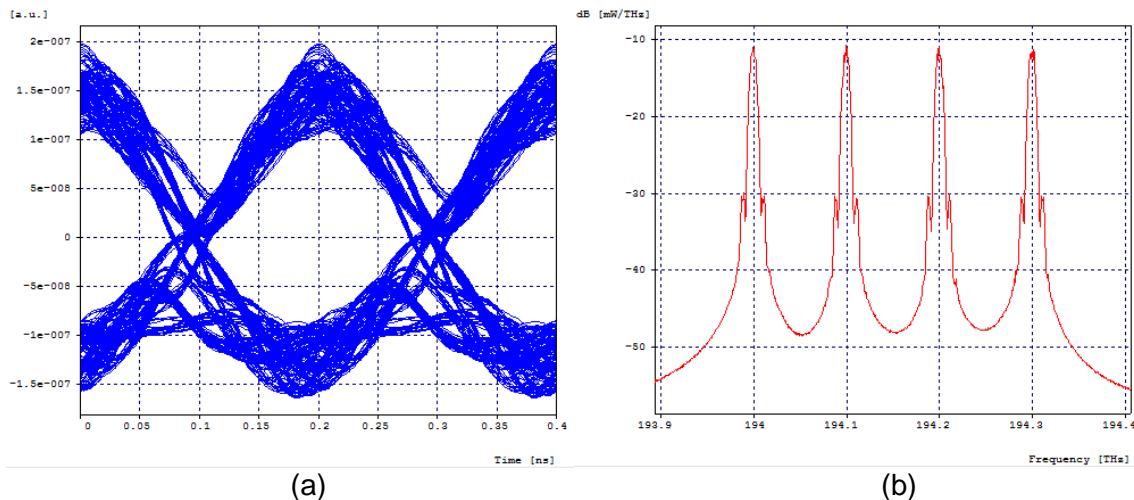 [a.u.]
2e-007
1.5e-007
1e-007
5e-008
0
-5e-008
-1e-007
-1.5e-007
0 0.05 0.1 0.15 0.2 0.25 0.3 0.35 0.4
Time [ns]
(a)
dB [mW/THz]
-10
-20
-30
-40
-50
193.9 194 194.1 194.2 194.3 194.4
Frequency [THz]
(b)